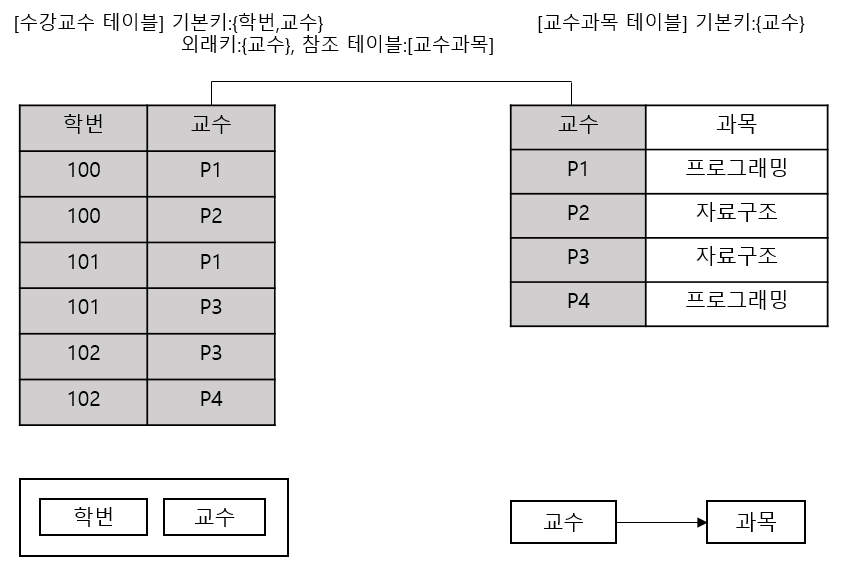 [수강교수 테이블] 기본키:{학번,교수}
외래키:{교수}, 참조 테이블:[교수과목]
학번 교수
100 P1
100 P2
101 P1
101 P3
102 P3
102 P4
학번 교수
[교수과목 테이블] 기본키:{교수}
교수 과목
P1 프로그래밍
P2 자료구조
P3 자료구조
P4 프로그래밍
교수 과목